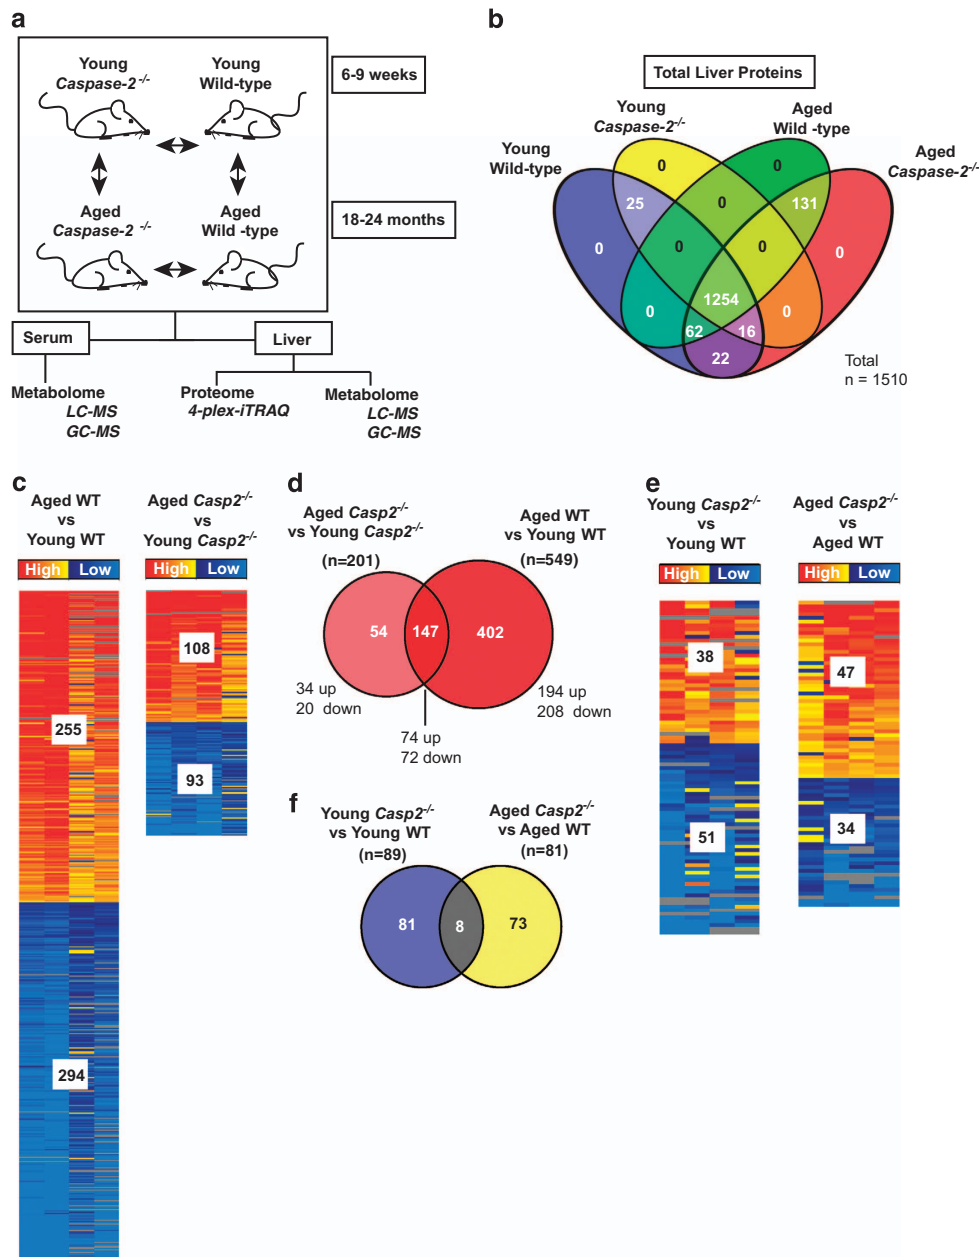 a
Young
Caspase-2 -/-
Young
Wild-type
6-9 weeks
Aged
Caspase-2 -/-
Aged
Wild -type
18-24 months
Serum
Liver
Metabolome
LC-MS
GC-MS
Proteome
4-plex-iTRAQ
Metabolome
LC-MS
GC-MS
b
Total Liver Proteins
Young
Wild-type
Young
Caspase-2-/-
Aged
Wild -type
Aged
Caspase-2-/-
0
0
25
0
131
0
0
0
0
0
1254
0
62
16
22
Total
n = 1510
c
Aged WT
vs
Young WT
High Low
255
294
Aged Casp2-/-
vs
Young Casp2-/-
High Low
108
93
d
Aged Casp2-/-
vs Young Casp2-/-
(n=201)
Aged WT
vs Young WT
(n=549)
54
147
402
34 up
20 down
74 up
72 down
194 up
208 down
e
Young Casp2-/-
vs
Young WT
High Low
38
51
Aged Casp2-/-
vs
Aged WT
High Low
47
34
f
Young Casp2-/-
vs Young WT
(n=89)
Aged Casp2-/-
vs Aged WT
(n=81)
81
8
73